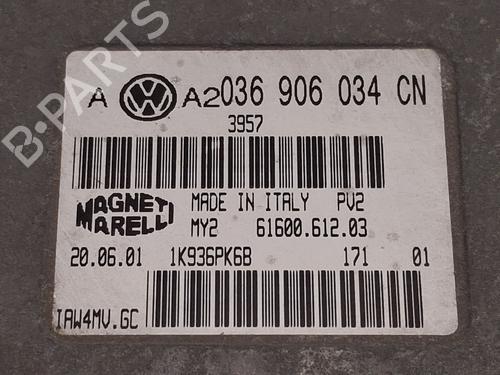 B-PARTS
A VW A2 036 906 034 CN
3957
MAGNETI MARELLI
MADE IN ITALY PV2
MY2 61600.612.03
20.06.01 1K936PK6B 171 01
IAW4MV.GC